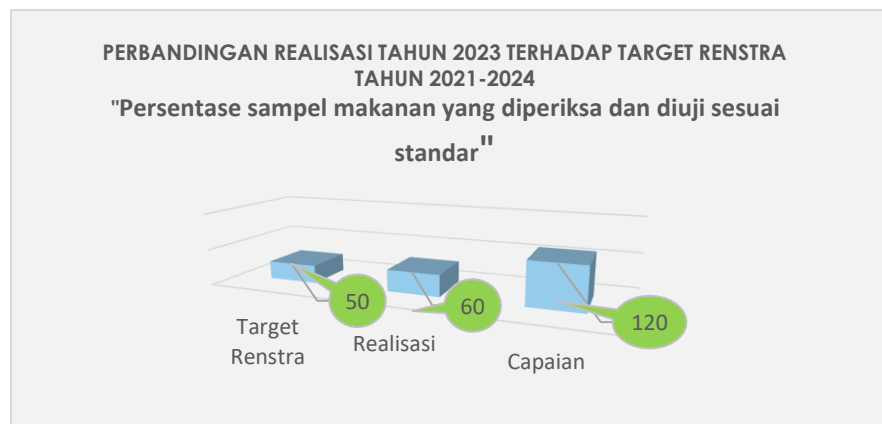 PERBANDINGAN REALISASI TAHUN 2023 TERHADAP TARGET RENSTRA
TAHUN 2021-2024
"Persentase sampel makanan yang diperiksa dan diuji sesuai
standar"
50
60
120
Target
Renstra
Realisasi
Capaian